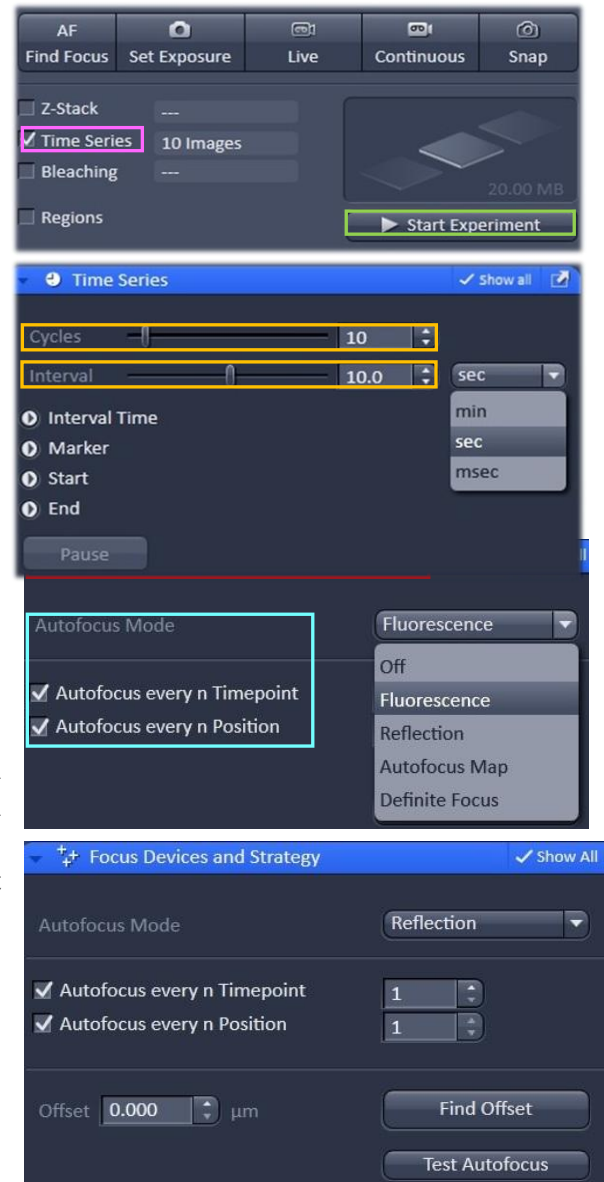 AF
Find Focus Set Exposure Live Continuous Snap
Z-Stack ---
Time Series 10 Images
Bleaching ---
20.00 MB
Regions
Start Experiment
Time Series Show all
Cycles 10
Interval 10.0 sec
min
sec
msec
Interval Time
Marker
Start
End
Pause
Autofocus Mode Fluorescence
Off
Fluorescence
Reflection
Autofocus Map
Definite Focus
Autofocus every n Timepoint
Autofocus every n Position
Focus Devices and Strategy Show All
Autofocus Mode Reflection
Autofocus every n Timepoint 1
Autofocus every n Position 1
Offset 0.000 µm Find Offset
Test Autofocus